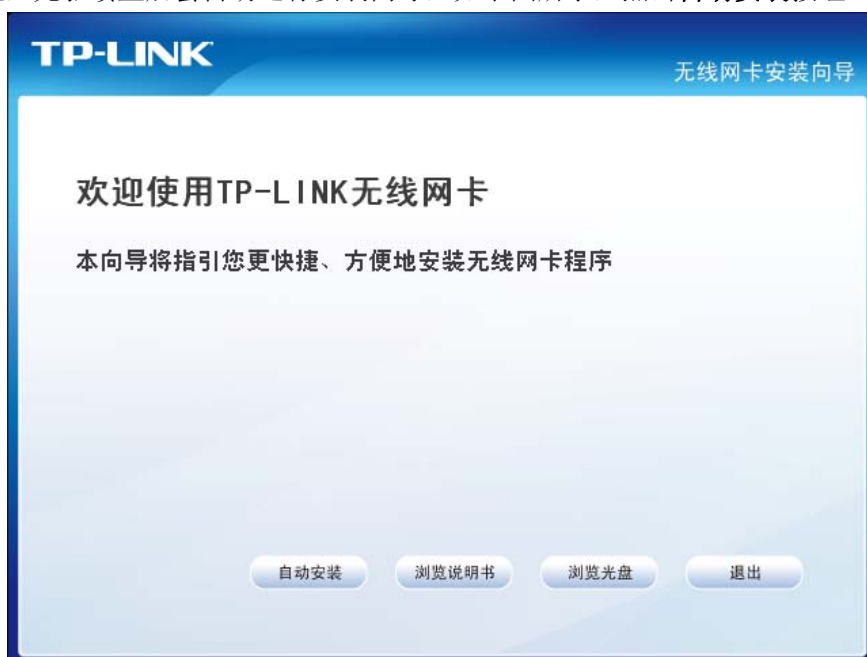 TP-LINK
无线网卡安装向导
欢迎使用TP-LINK无线网卡
本向导将指引您更快捷、方便地安装无线网卡程序
自动安装 浏览说明书 浏览光盘 退出